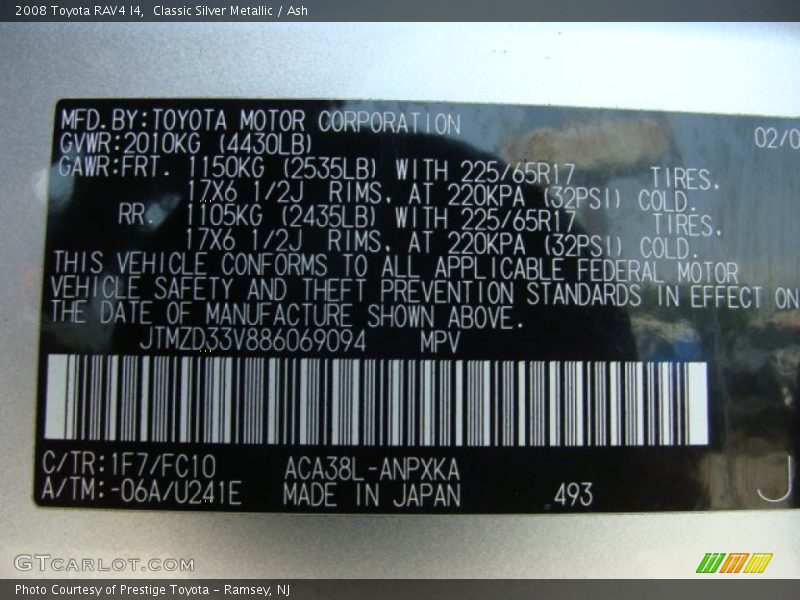 2008 Toyota RAV4 I4,  Classic Silver Metallic / Ash
MFD.BY:TOYOTA MOTOR CORPORATION 02/0
GVWR:2010KG (4430LB)
GAWR:FRT. 1150KG (2535LB) WITH 225/65R17 TIRES.
17X6 1/2J RIMS, AT 220KPA (32PSI) COLD.
RR. 1105KG (2435LB) WITH 225/65R17 TIRES.
17X6 1/2J RIMS, AT 220KPA (32PSI) COLD.
THIS VEHICLE CONFORMS TO ALL APPLICABLE FEDERAL MOTOR
VEHICLE SAFETY AND THEFT PREVENTION STANDARDS IN EFFECT ON
THE DATE OF MANUFACTURE SHOWN ABOVE.
JTMZD33V886069094 MPV
C/TR:1F7/FC10 ACA38L-ANPXKA
A/TM:-06A/U241E MADE IN JAPAN 493 J
GTCARLOT.COM
Photo Courtesy of Prestige Toyota - Ramsey, NJ